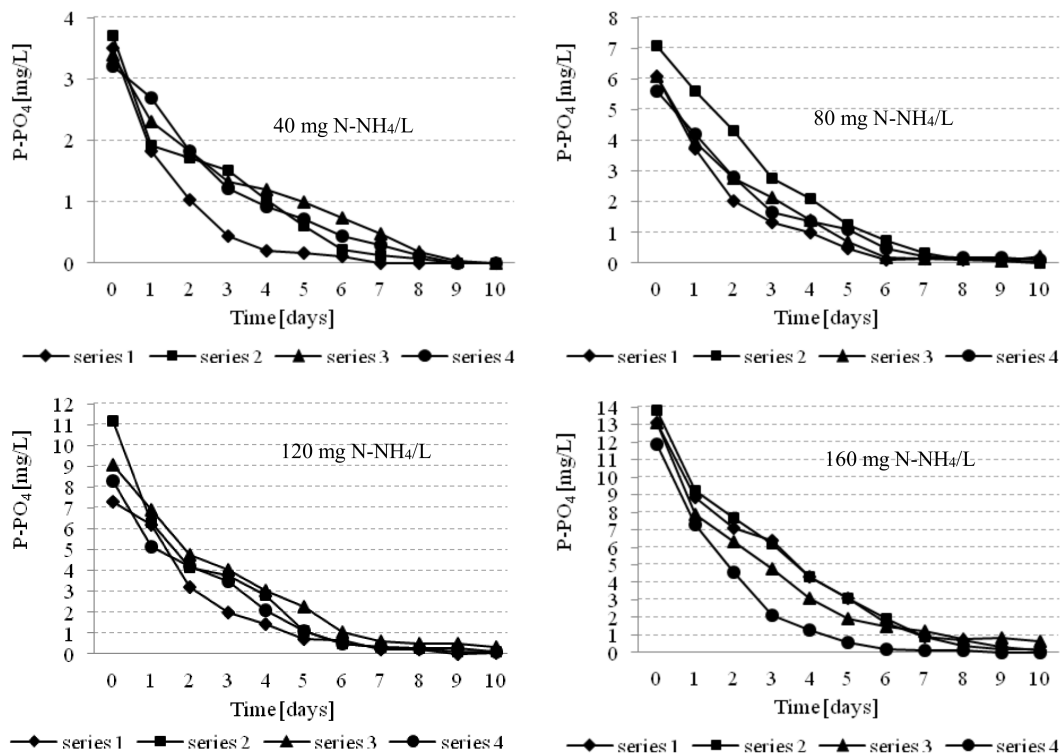 P-PO₄ [mg/L]
4
3
2
1
0
40 mg N-NH₄/L
0 1 2 3 4 5 6 7 8 9 10
Time [days]
series 1 series 2 series 3 series 4
P-PO₄ [mg/L]
8
7
6
5
4
3
2
1
0
80 mg N-NH₄/L
0 1 2 3 4 5 6 7 8 9 10
Time [days]
series 1 series 2 series 3 series 4
P-PO₄ [mg/L]
12
11
10
9
8
7
6
5
4
3
2
1
0
120 mg N-NH₄/L
0 1 2 3 4 5 6 7 8 9 10
Time [days]
series 1 series 2 series 3 series 4
P-PO₄ [mg/L]
14
13
12
11
10
9
8
7
6
5
4
3
2
1
0
160 mg N-NH₄/L
0 1 2 3 4 5 6 7 8 9 10
Time [days]
series 1 series 2 series 3 series 4